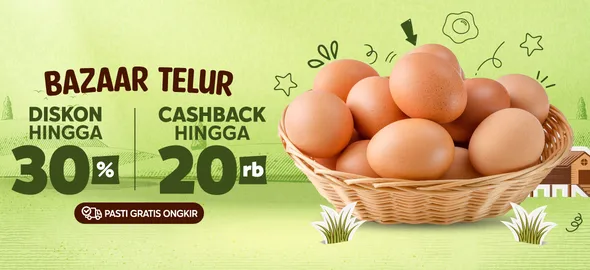 BAZAAR TELUR
DISKON
HINGGA
30%
CASHBACK
HINGGA
20rb
PASTI GRATIS ONGKIR